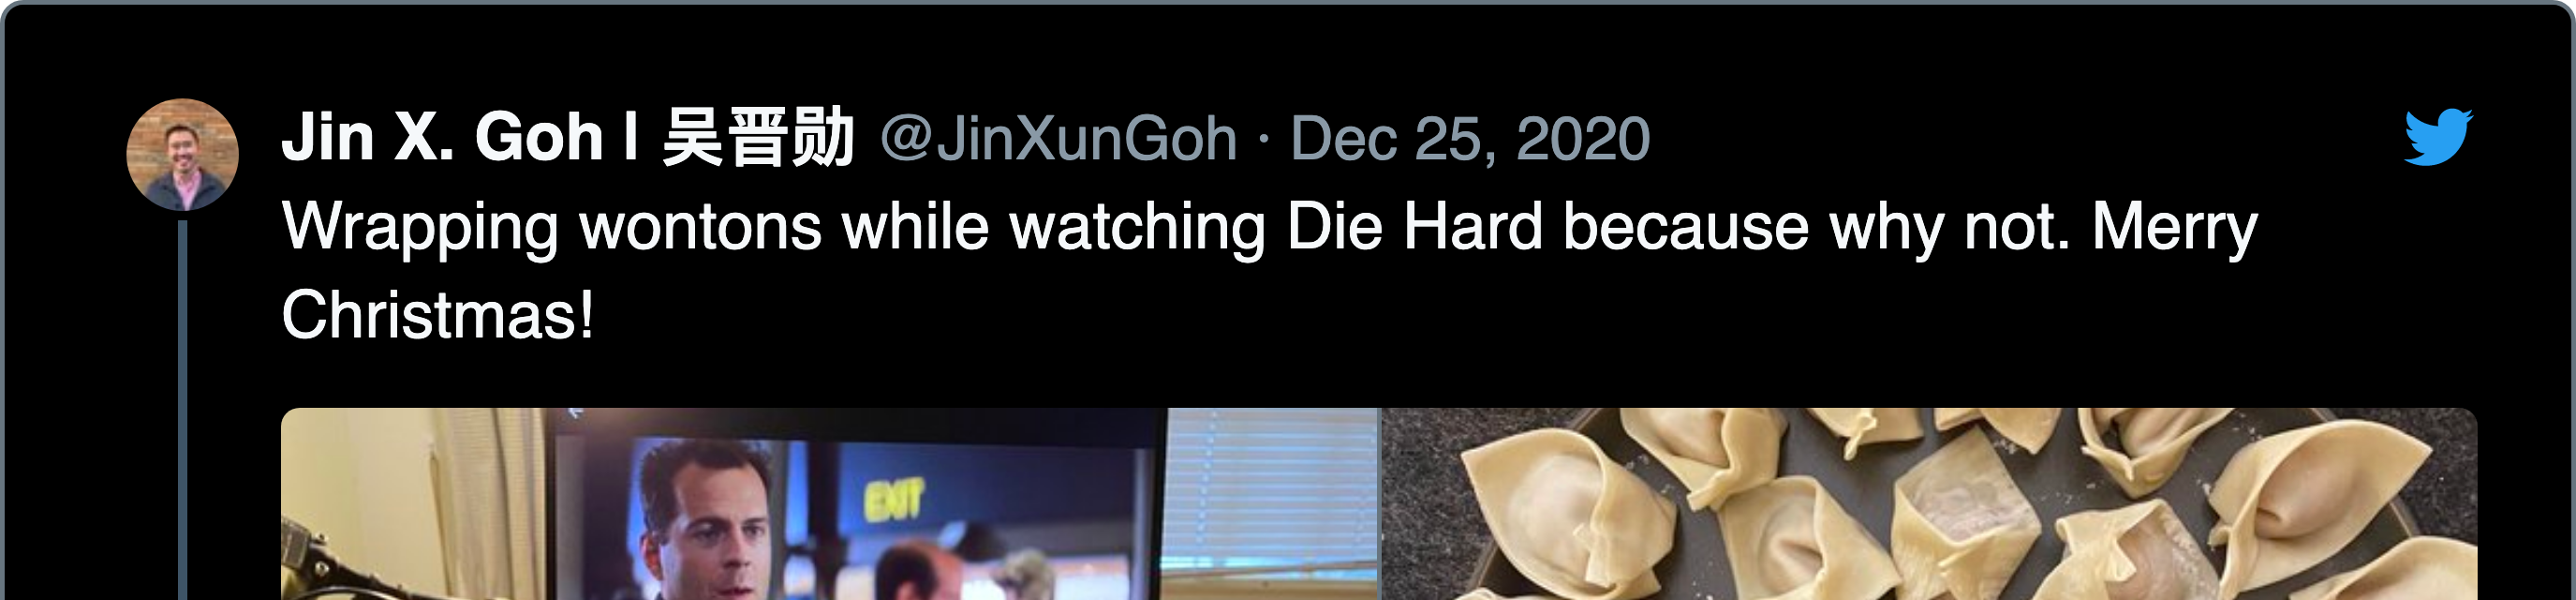 Jin X. Goh | 吴晋勋 @JinXunGoh · Dec 25, 2020
Wrapping wontons while watching Die Hard because why not. Merry
Christmas!
EXIT